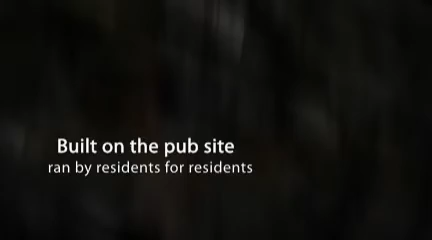 Built on the pub site
ran by residents for residents